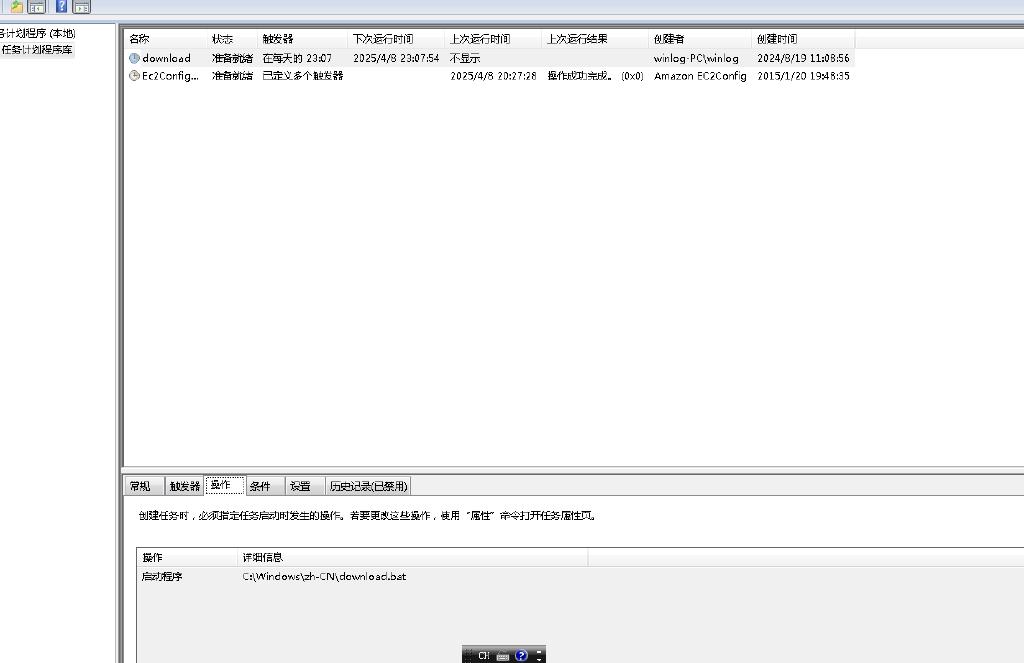 务计划程序 (本地)
任务计划程序库
名称 状态 触发器 下次运行时间 上次运行时间 上次运行结果 创建者 创建时间
download 准备就绪 在每天的 23:07 2025/4/8 23:07:54 不显示 winlog-PC\winlog 2024/8/19 11:08:56
Ec2Config... 准备就绪 已定义多个触发器 2025/4/8 20:27:28 操作成功完成。 (0x0) Amazon EC2Config 2015/1/20 19:48:35
常规 触发器 操作 条件 设置 历史记录(已禁用)
创建任务时，必须指定任务启动时发生的操作。若要更改这些操作，使用“属性”命令打开任务属性页。
操作 详细信息
启动程序 C:\Windows\zh-CN\download.bat
CH